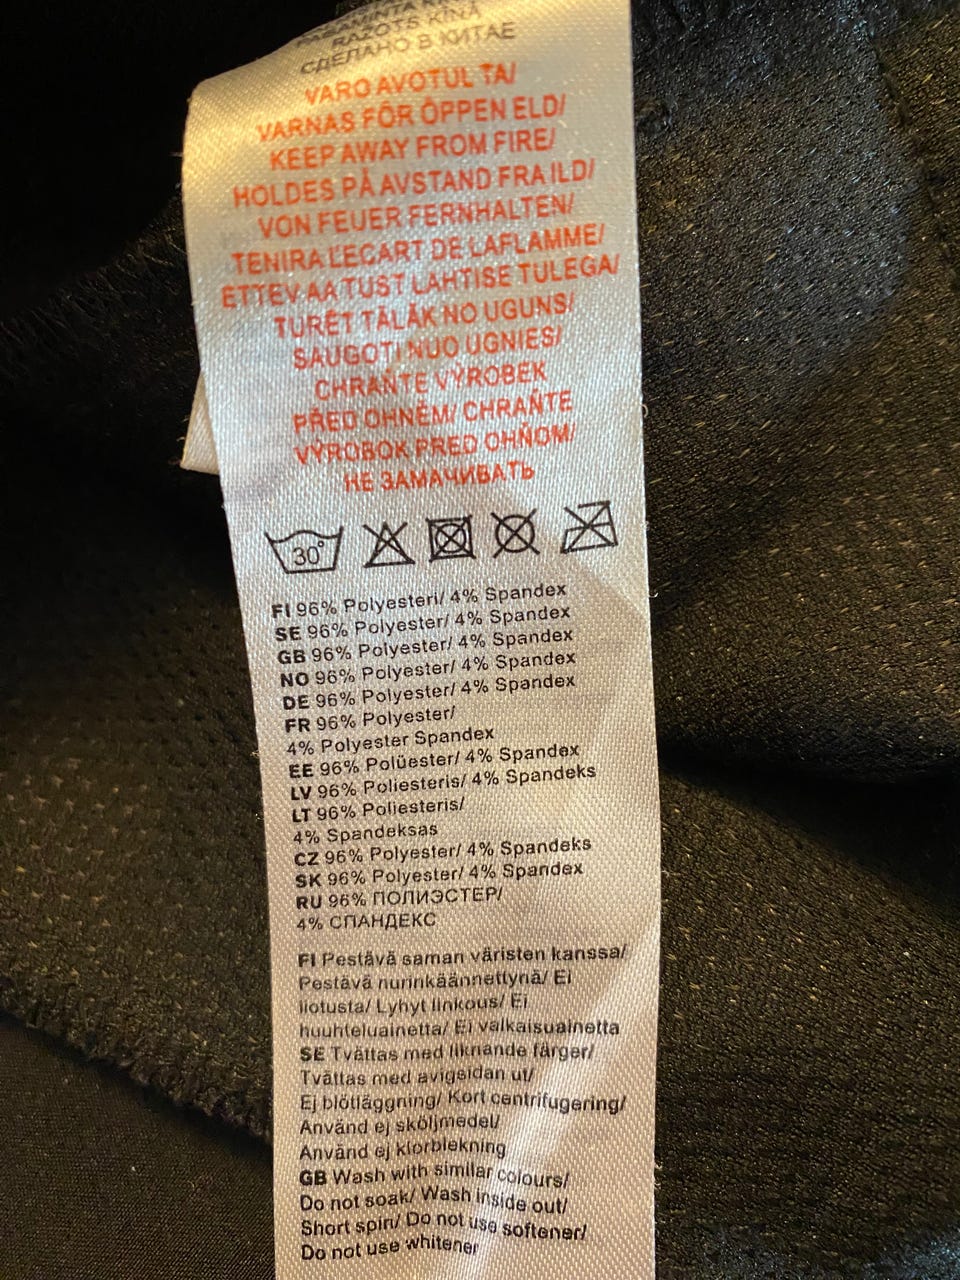 RAZOTS ĶĪNĀ
СДЕЛАНО В КИТАЕ
VARO AVOTULTA/
VARNAS FÖR ÖPPEN ELD/
KEEP AWAY FROM FIRE/
HOLDES PÅ AVSTAND FRA ILD/
VON FEUER FERNHALTEN/
TENIRA L'ECART DE LAFLAMME/
ETTEVAATUST LAHTISE TULEGA/
TURĒT TĀLĀK NO UGUNS/
SAUGOTI NUO UGNIES/
CHRAŇTE VÝROBEK
PŘED OHNĚM/ CHRAŇTE
VÝROBOK PRED OHŇOM/
НЕ ЗАМАЧИВАТЬ
30°
FI 96% Polyesteri/ 4% Spandex
SE 96% Polyester/ 4% Spandex
GB 96% Polyester/ 4% Spandex
NO 96% Polyester/ 4% Spandex
DE 96% Polyester/ 4% Spandex
FR 96% Polyester/
4% Polyester Spandex
EE 96% Polüester/ 4% Spandex
LV 96% Poliesteris/ 4% Spandeks
LT 96% Poliesteris/
4% Spandeksas
CZ 96% Polyester/ 4% Spandeks
SK 96% Polyester/ 4% Spandex
RU 96% ПОЛИЭСТЕР/
4% СПАНДЕКС
FI Pestävä saman väristen kanssa/
Pestävä nurinkäännettynä/ Ei
liotusta/ Lyhyt linkous/ Ei
huuhteluainetta/ Ei valkaisuainetta
SE Tvättas med liknande färger/
Tvättas med avigsidan ut/
Ej blötläggning/ Kort centrifugering/
Använd ej sköljmedel/
Använd ej klorblekning
GB Wash with similar colours/
Do not soak/ Wash inside out/
Short spin/ Do not use softener/
Do not use whitener